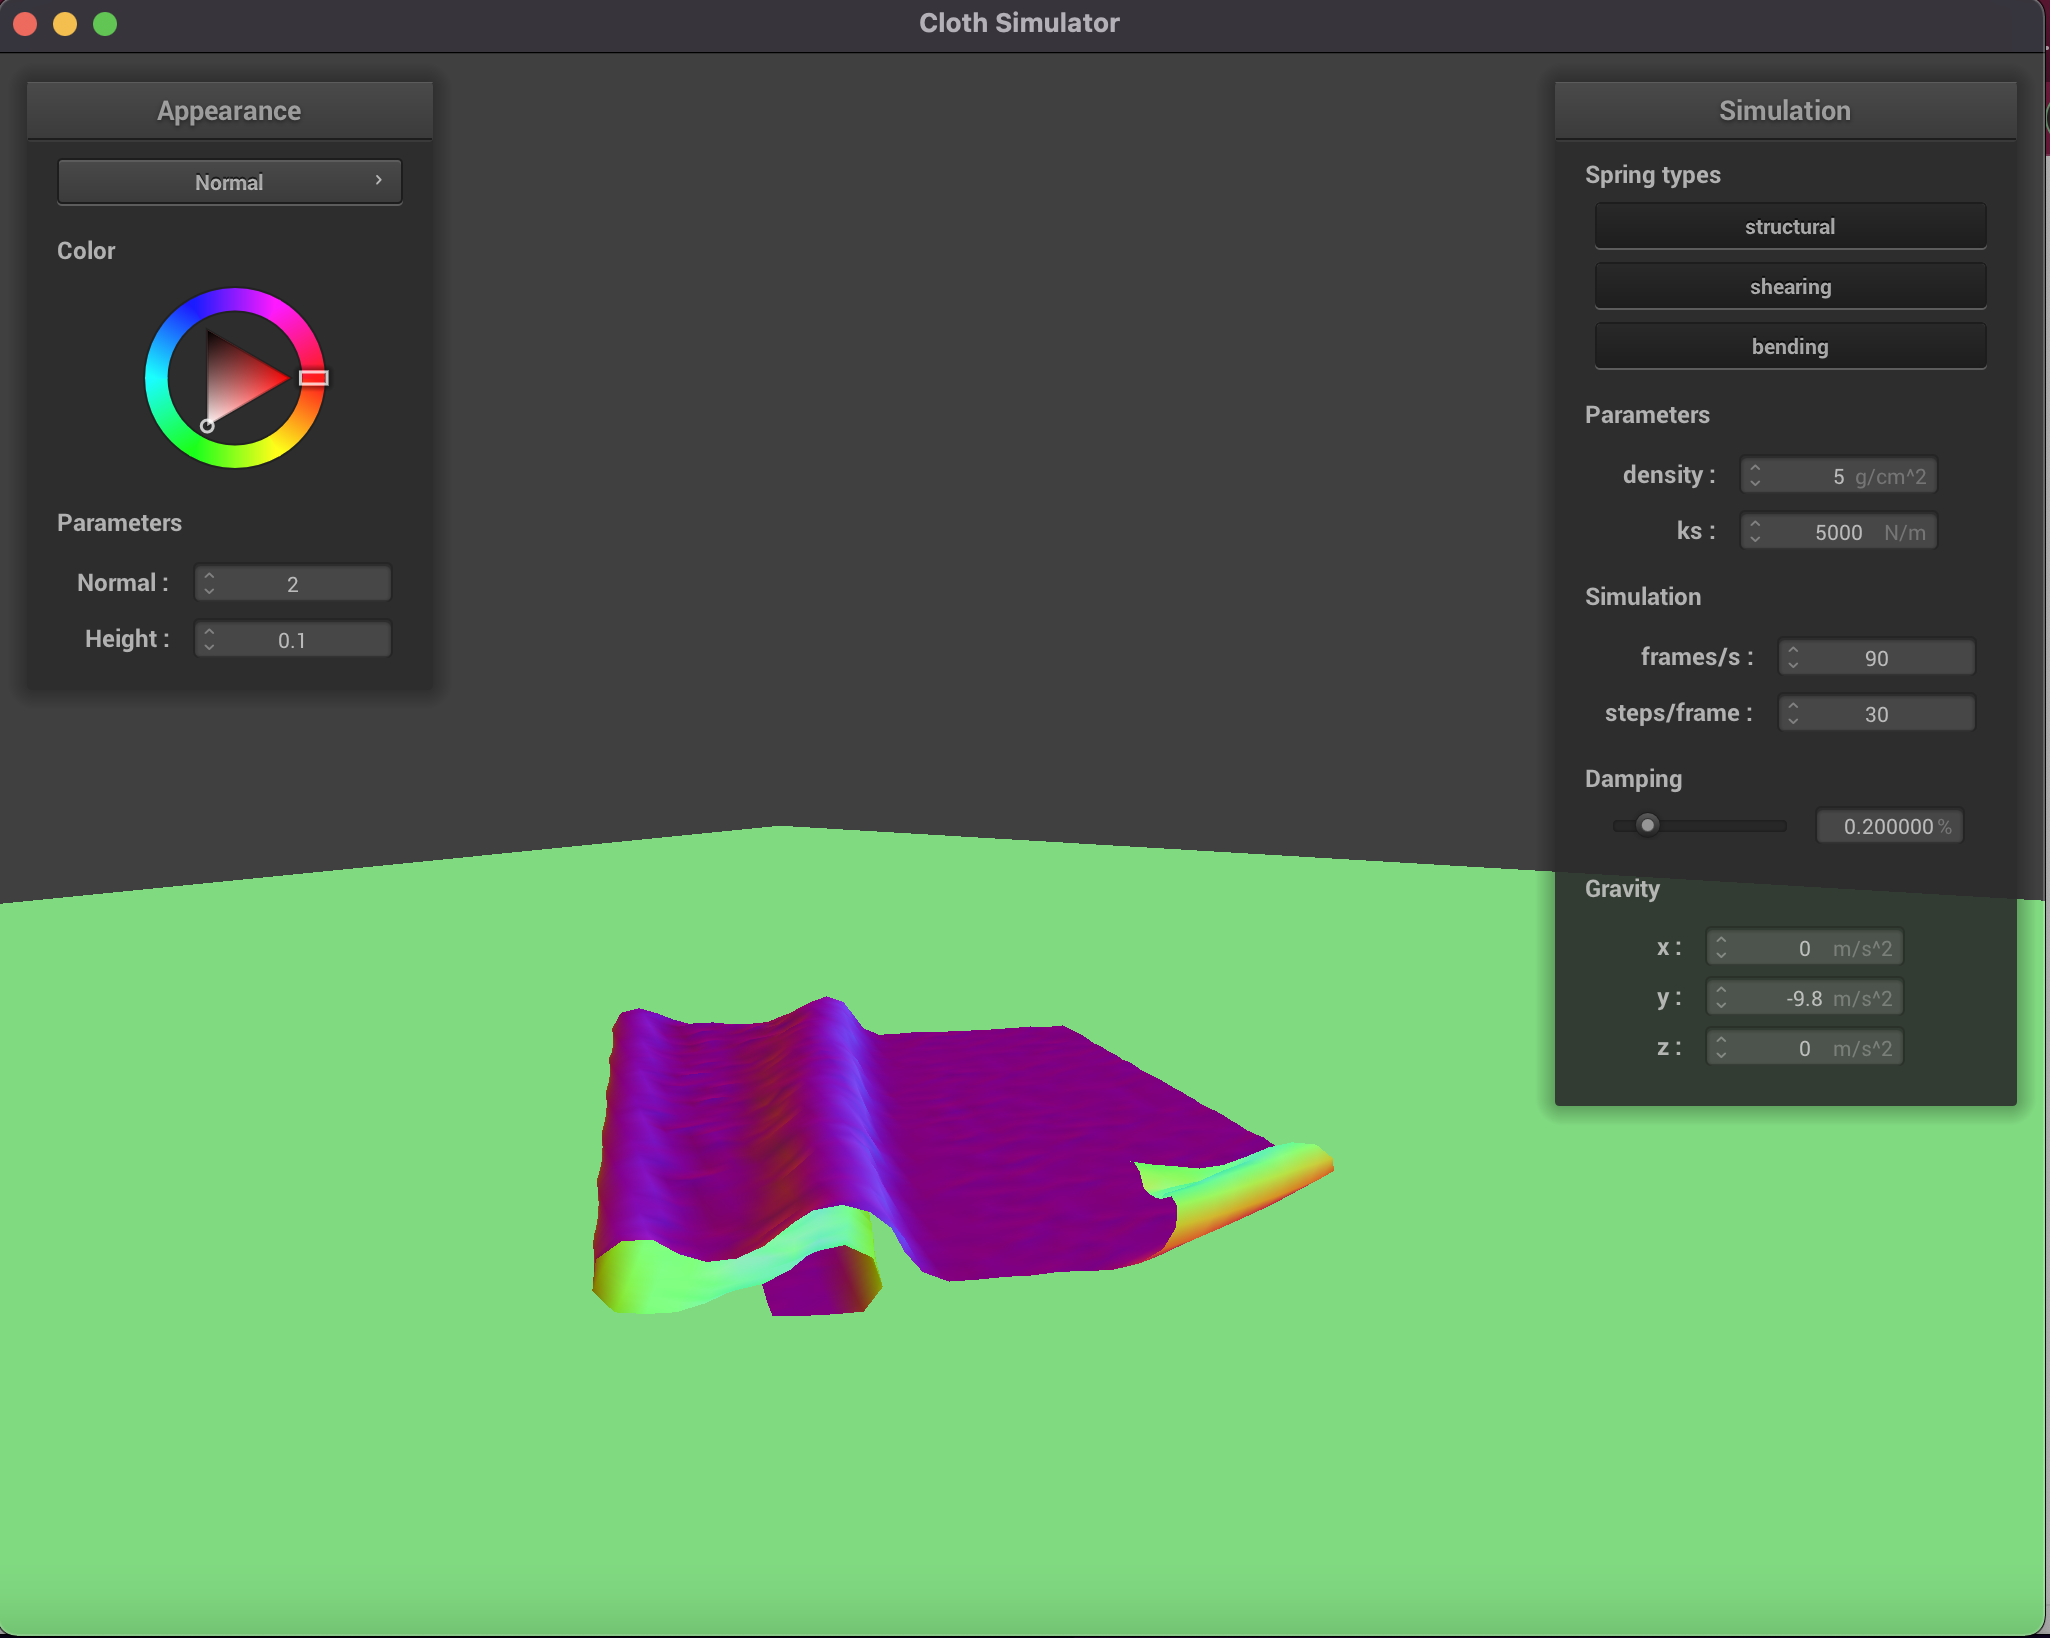 Cloth Simulator
Appearance
Normal
Color
Parameters
Normal : 2
Height : 0.1
Simulation
Spring types
structural
shearing
bending
Parameters
density : 5 g/cm^2
ks : 5000 N/m
Simulation
frames/s : 90
steps/frame : 30
Damping
0.200000 %
Gravity
x : 0 m/s^2
y : -9.8 m/s^2
z : 0 m/s^2